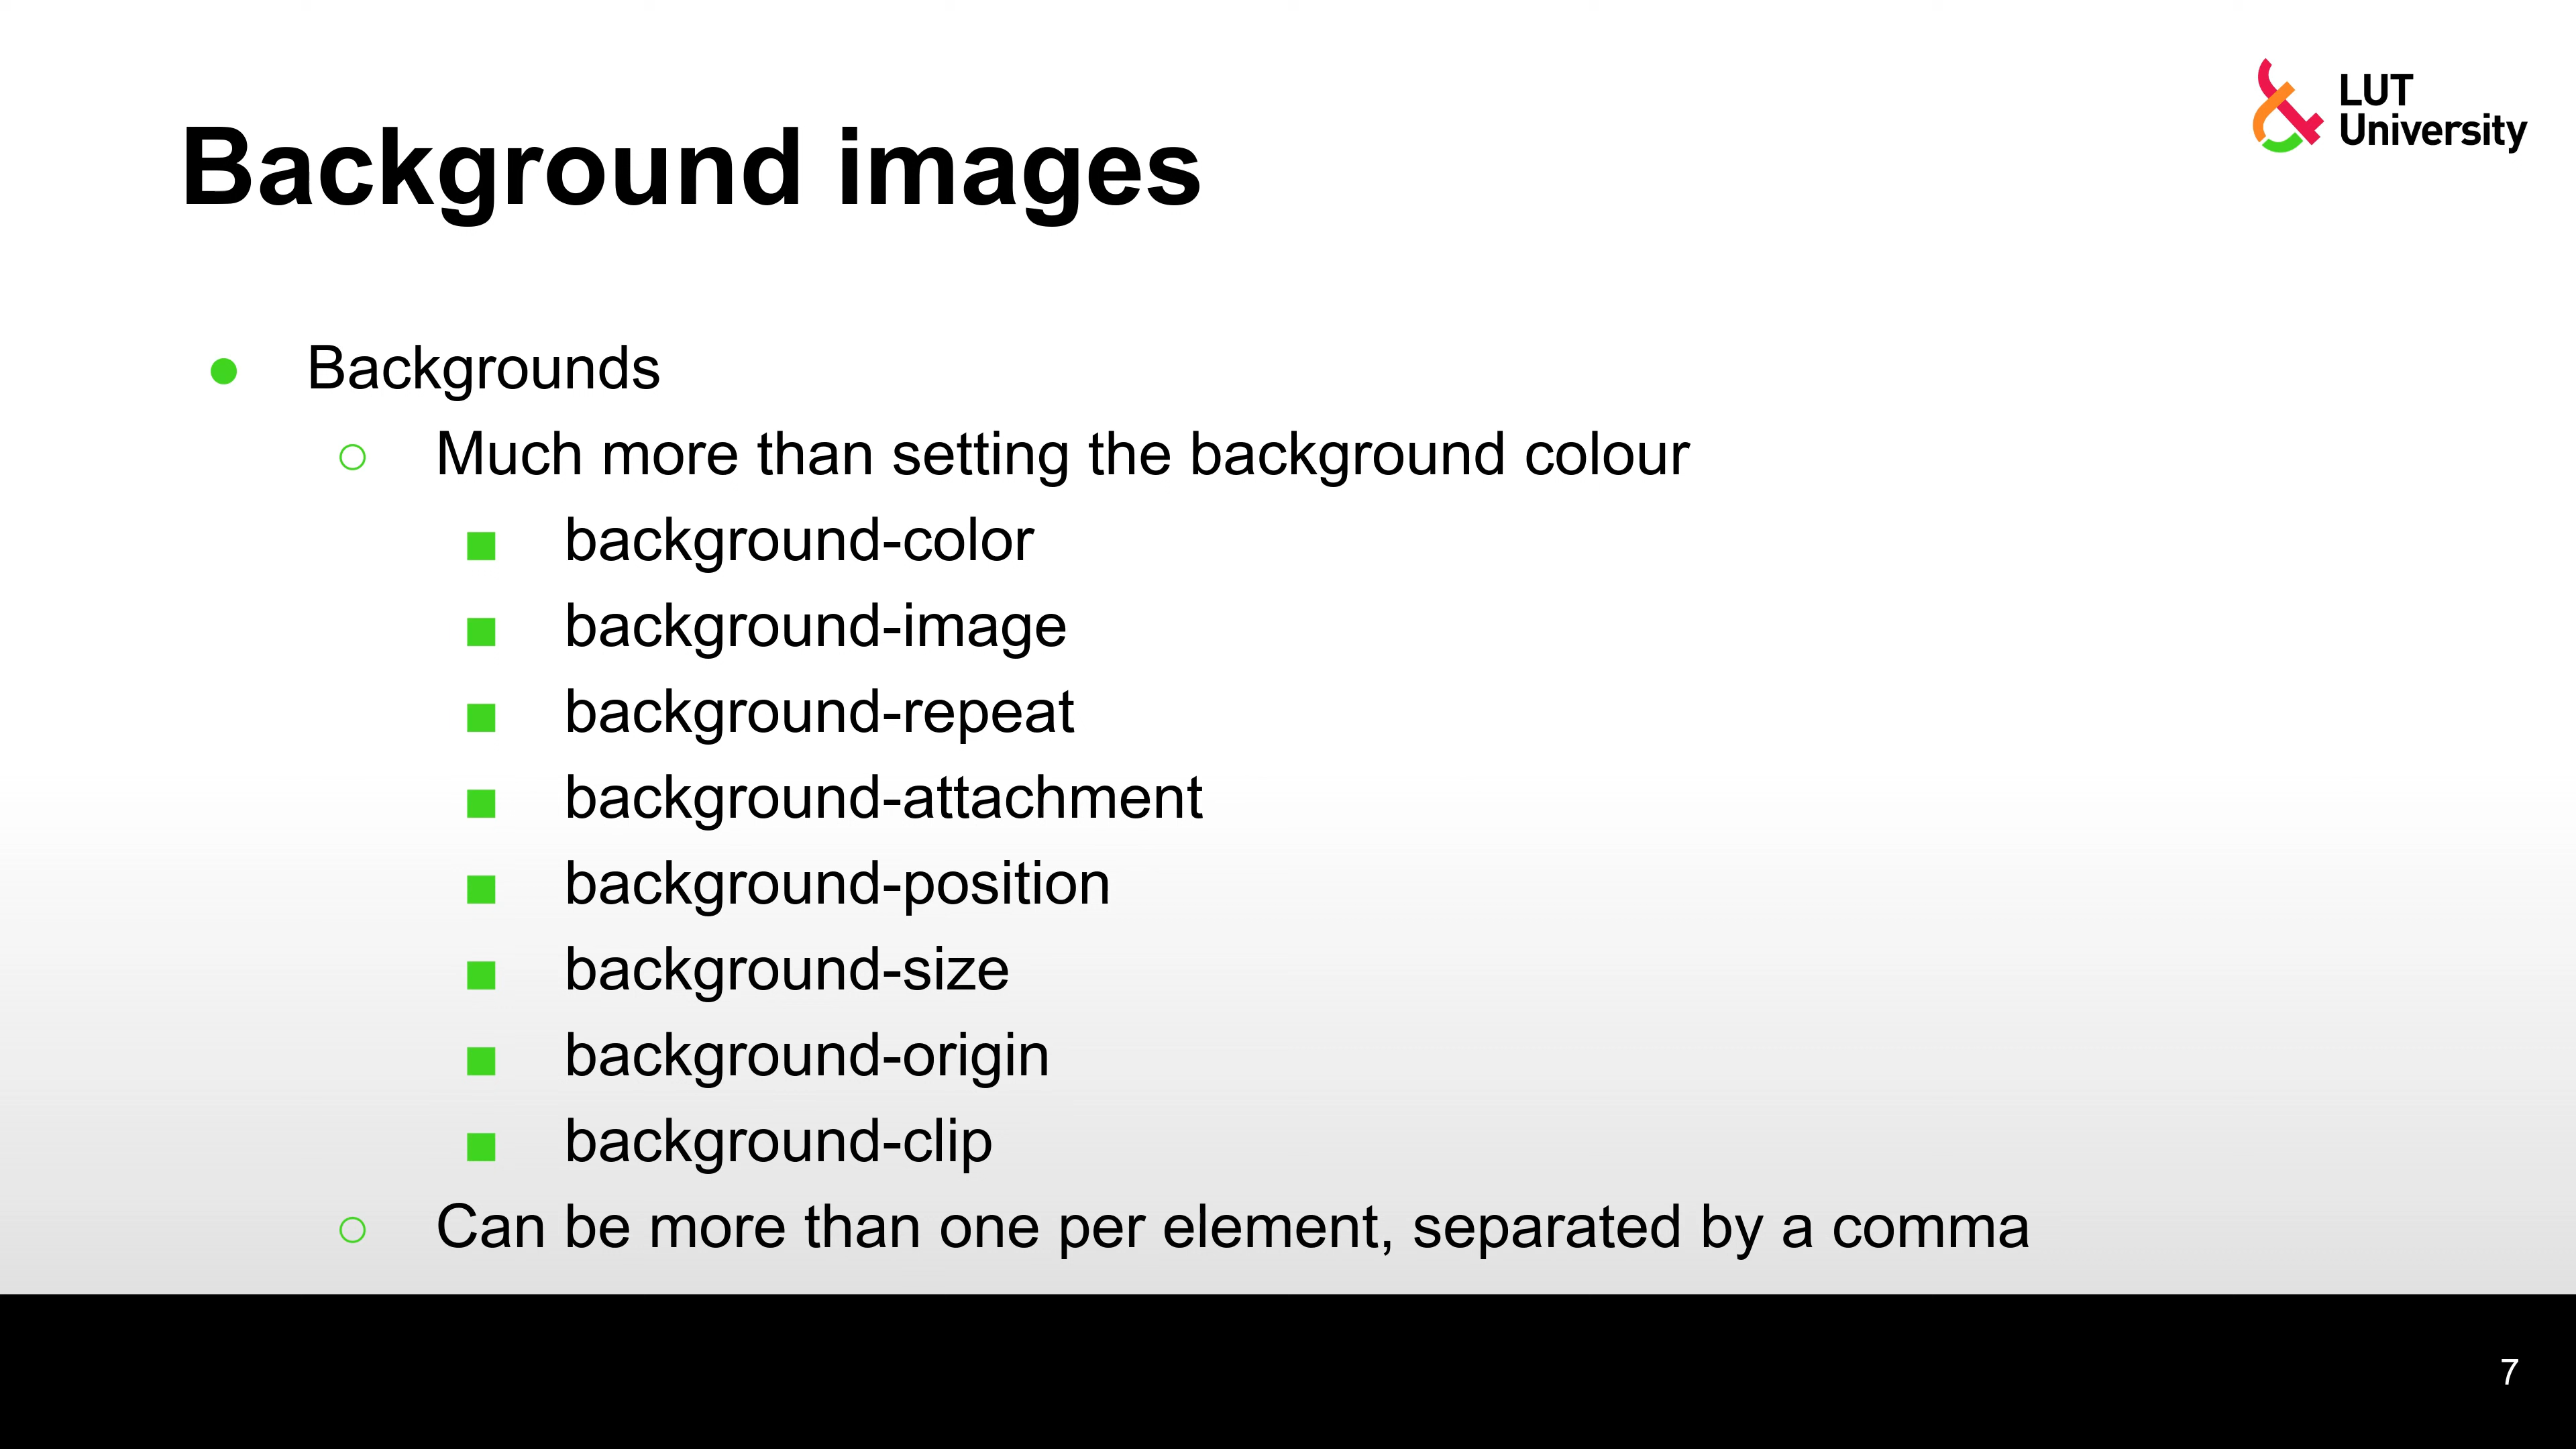 LUT
University
Background images
Backgrounds
Much more than setting the background colour
background-color
background-image
background-repeat
background-attachment
background-position
background-size
background-origin
background-clip
Can be more than one per element, separated by a comma
7